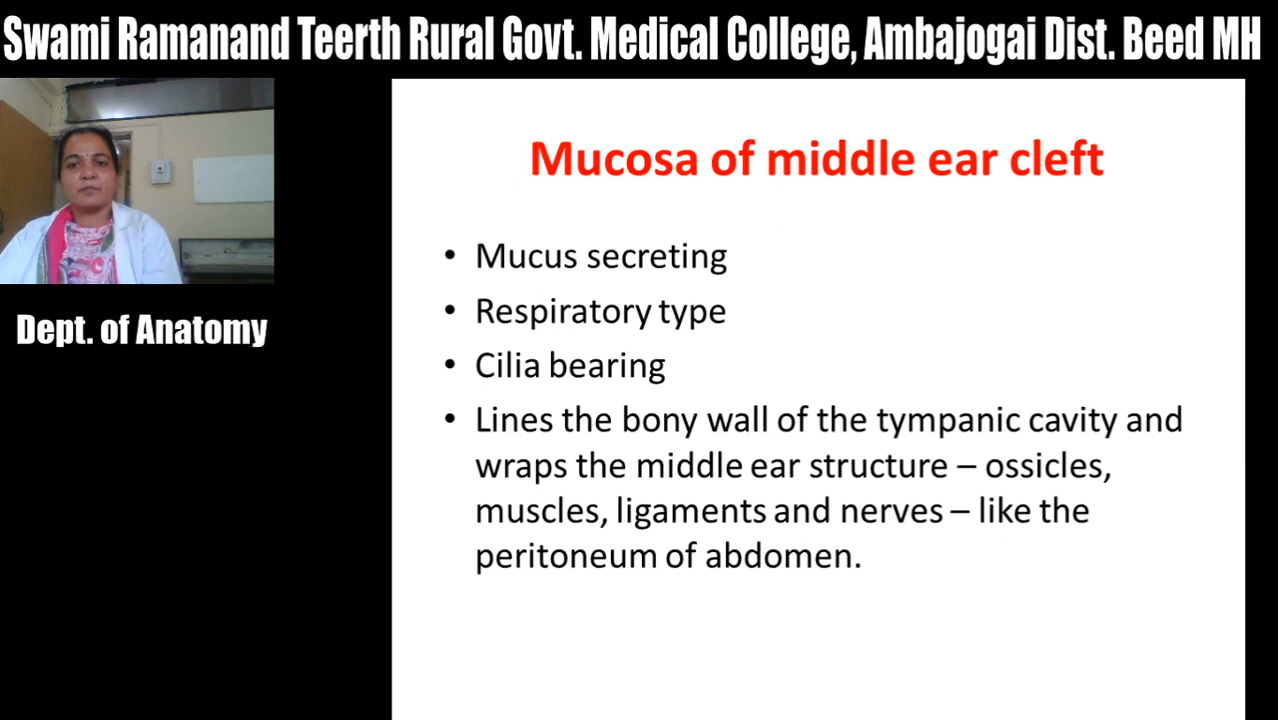 Swami Ramanand Teerth Rural Govt. Medical College, Ambajogai Dist. Beed MH
Dept. of Anatomy
Mucosa of middle ear cleft
• Mucus secreting
• Respiratory type
• Cilia bearing
• Lines the bony wall of the tympanic cavity and
wraps the middle ear structure – ossicles,
muscles, ligaments and nerves – like the
peritoneum of abdomen.